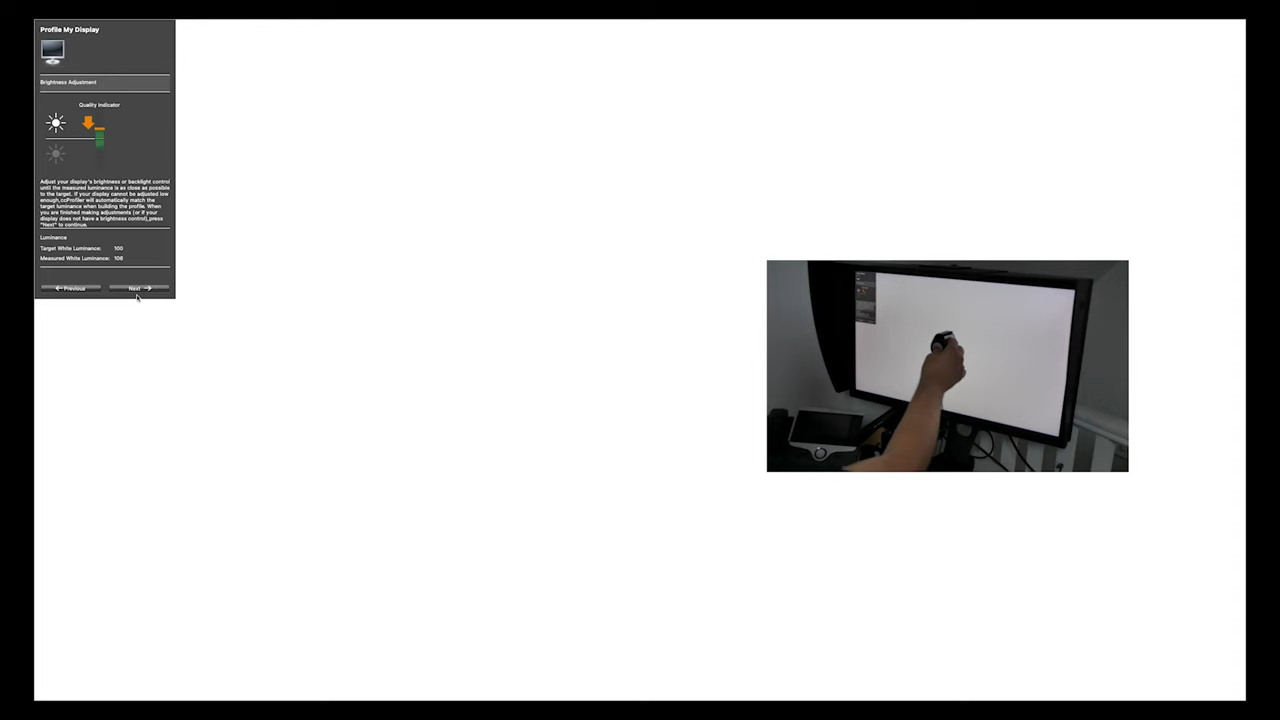 Profile My Display
Brightness Adjustment
Quality Indicator
Adjust your display's brightness or backlight control
until the measured luminance is as close as possible
to the target. If your display cannot be adjusted low
enough,ccProfiler will automatically match the
target luminance when building the profile. When
you are finished making adjustments (or if your
display does not have a brightness control),press
"Next" to continue.
Luminance
Target White Luminance: 100
Measured White Luminance: 106
Previous
Next